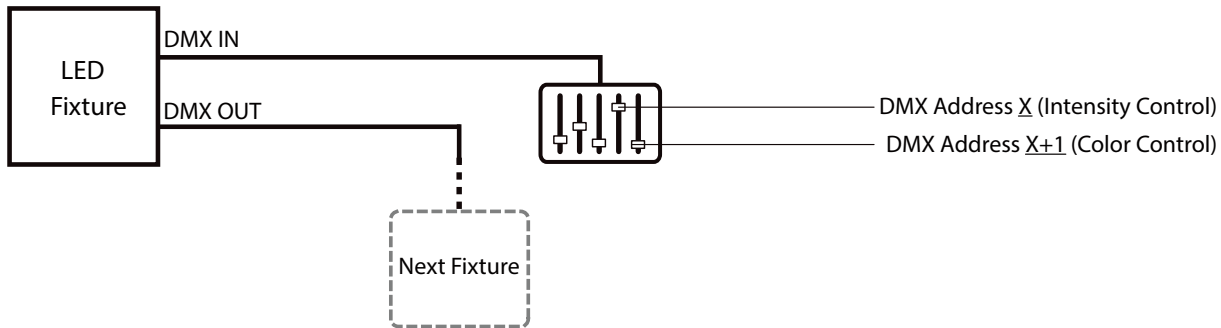 DMX IN
LED
Fixture
DMX OUT
DMX Address X (Intensity Control)
DMX Address X+1 (Color Control)
Next Fixture